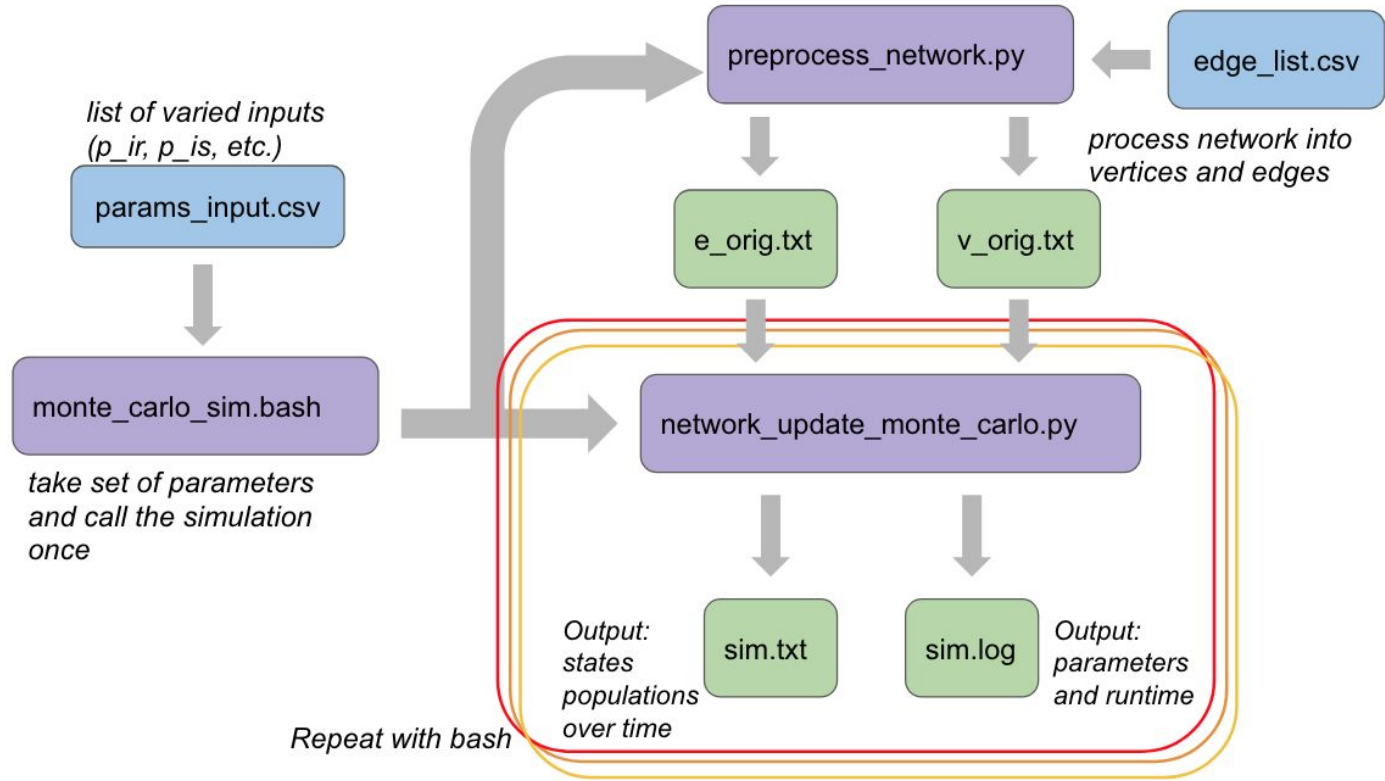 preprocess_network.py
edge_list.csv
list of varied inputs
(p_ir, p_is, etc.)
params_input.csv
process network into
vertices and edges
e_orig.txt
v_orig.txt
monte_carlo_sim.bash
network_update_monte_carlo.py
take set of parameters
and call the simulation
once
Output:
states
populations
over time
sim.txt
sim.log
Output:
parameters
and runtime
Repeat with bash